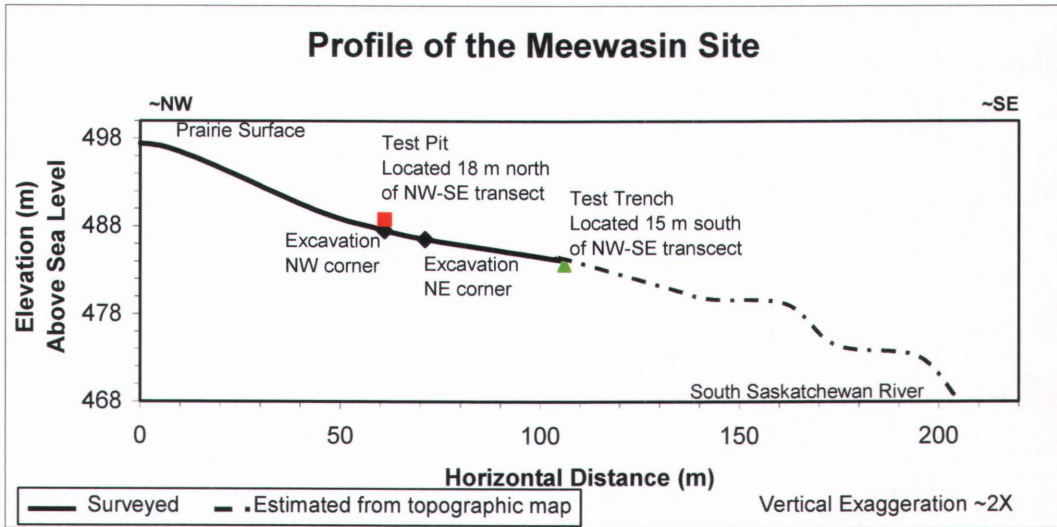 Profile of the Meewasin Site
~NW
~SE
Prairie Surface
Test Pit
Located 18 m north
of NW-SE transect
Test Trench
Located 15 m south
of NW-SE transcect
Excavation
NW corner
Excavation
NE corner
South Saskatchewan River
Elevation (m)
Above Sea Level
498
488
478
468
0
50
100
150
200
Horizontal Distance (m)
Surveyed
Estimated from topographic map
Vertical Exaggeration ~2X